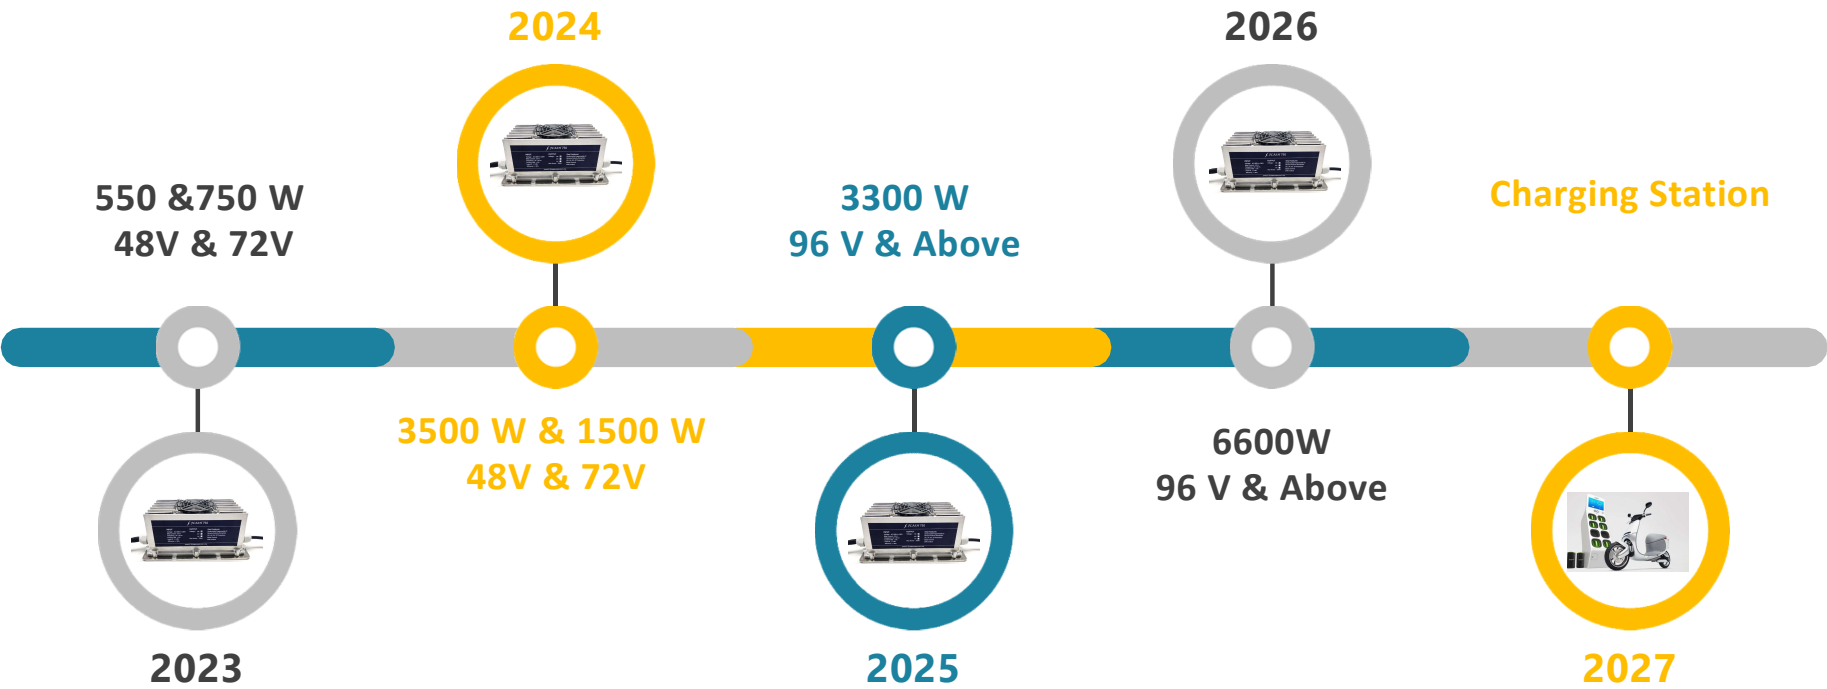 2024
2026
550 &750 W
48V & 72V
3300 W
96 V & Above
Charging Station
3500 W & 1500 W
48V & 72V
6600W
96 V & Above
2023
2025
2027